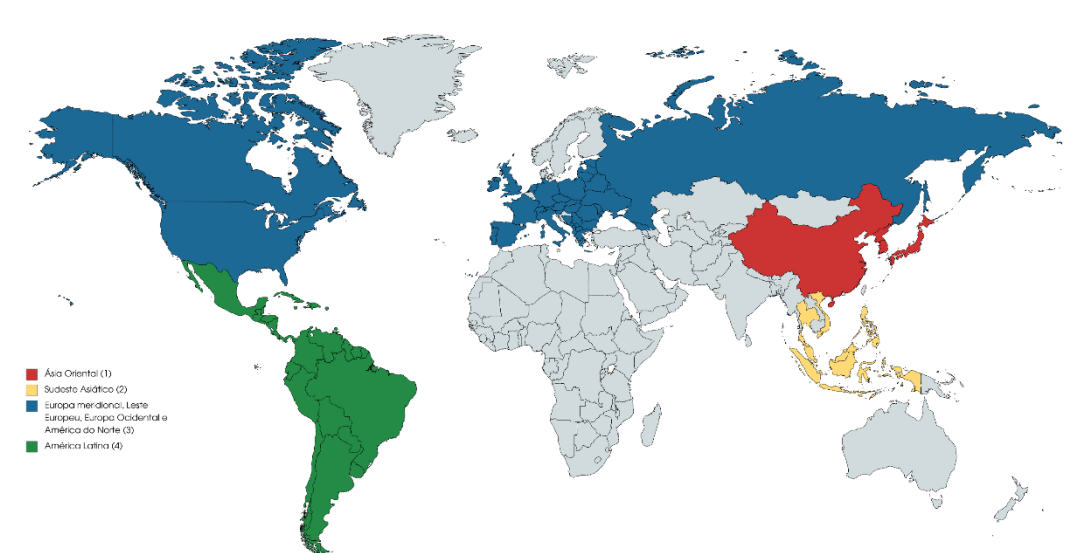 Ásia Oriental (1)
Sudeste Asiático (2)
Europa meridional, Leste
Europeu, Europa Ocidental e
América do Norte (3)
América Latina (4)